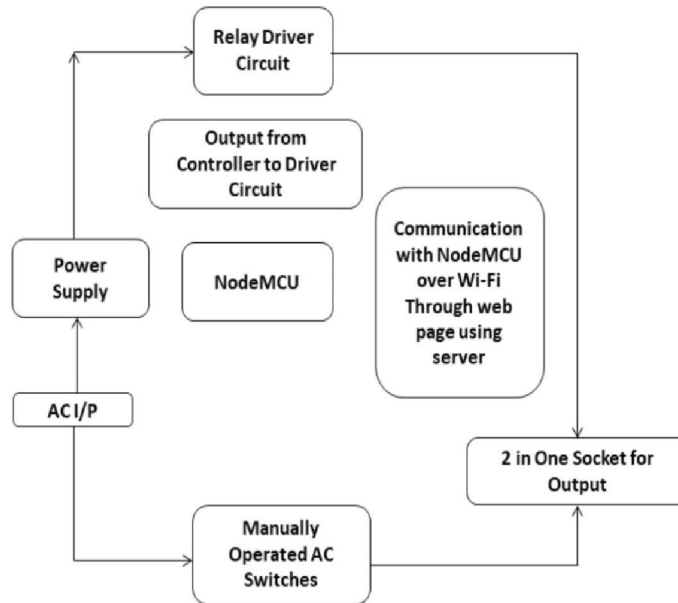 Relay Driver
Circuit
Output from
Controller to Driver
Circuit
Communication
with NodeMCU
over Wi-Fi
Through web
page using
server
Power
Supply
NodeMCU
AC I/P
2 in One Socket for
Output
Manually
Operated AC
Switches